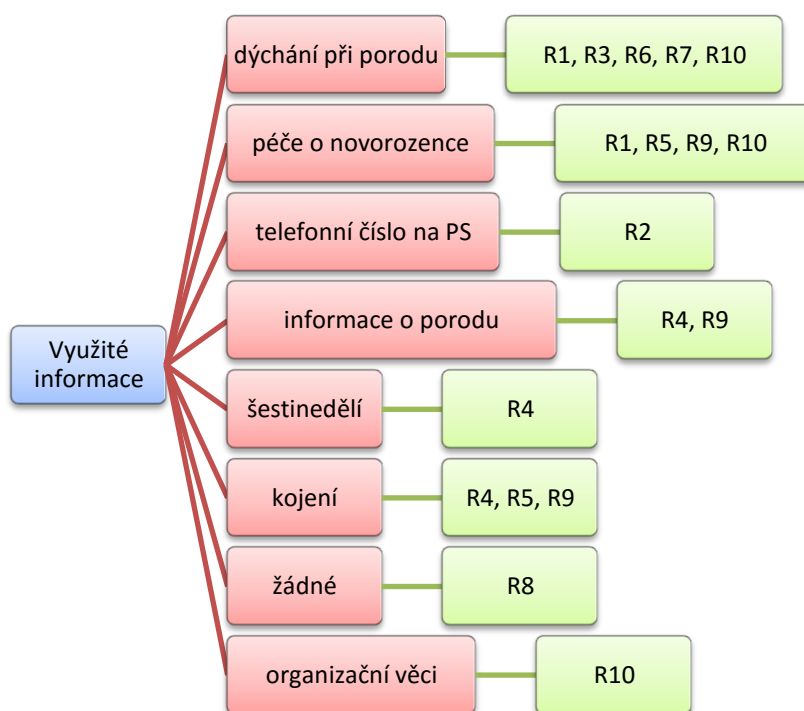 dýchání při porodu
R1, R3, R6, R7, R10
péče o novorozence
R1, R5, R9, R10
telefonní číslo na PS
R2
informace o porodu
R4, R9
Využité
informace
šestinedělí
R4
kojení
R4, R5, R9
žádné
R8
organizační věci
R10